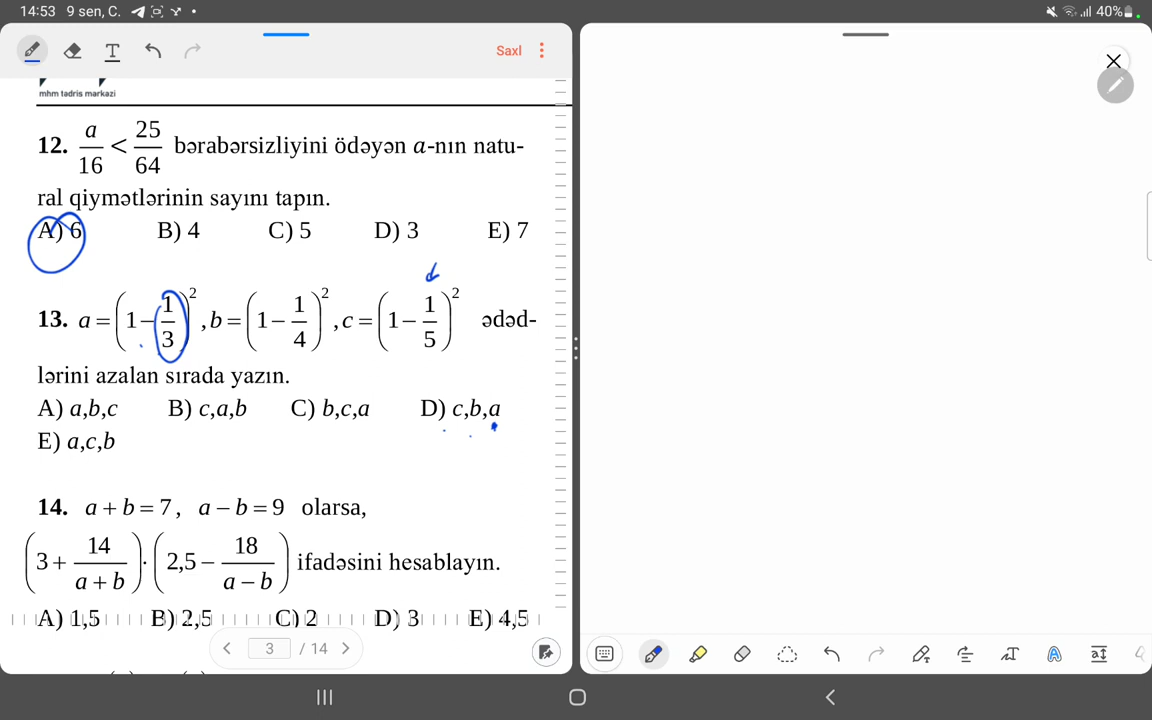 14:53 9 sen, C.
40%
Saxl
mhm tədris mərkəzi
12. a/16 < 25/64 bərabərsizliyini ödəyən a-nın natu-
ral qiymətlərinin sayını tapın.
A) 6 B) 4 C) 5 D) 3 E) 7
13. a = (1 − 1/3)², b = (1 − 1/4)², c = (1 − 1/5)² ədəd-
lərini azalan sırada yazın.
A) a,b,c B) c,a,b C) b,c,a D) c,b,a
E) a,c,b
14. a + b = 7, a − b = 9 olarsa,
(3 + 14/(a + b)) · (2,5 − 18/(a − b)) ifadəsini hesablayın.
A) 1,5 B) 2,5 C) 2 D) 3 E) 4,5
3 / 14